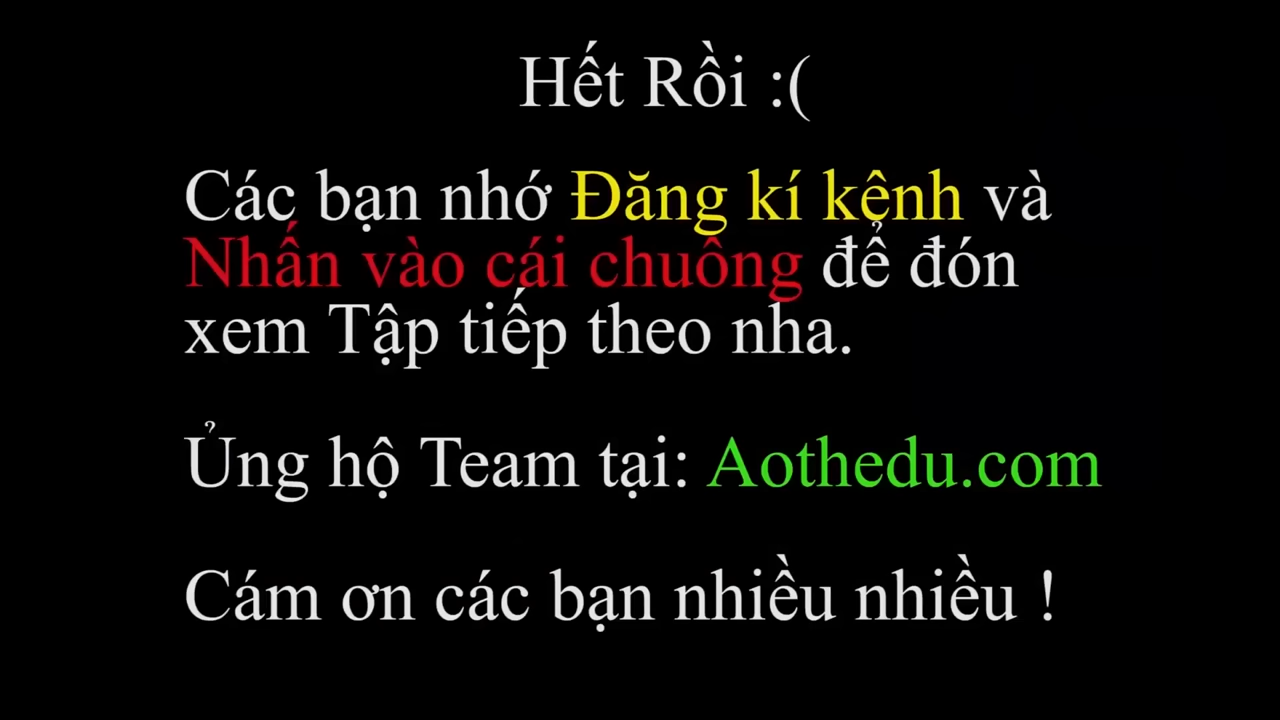 Hết Rồi :(
Các bạn nhớ Đăng kí kênh và
Nhấn vào cái chuông để đón
xem Tập tiếp theo nha.
Ủng hộ Team tại: Aothedu.com
Cám ơn các bạn nhiều nhiều !